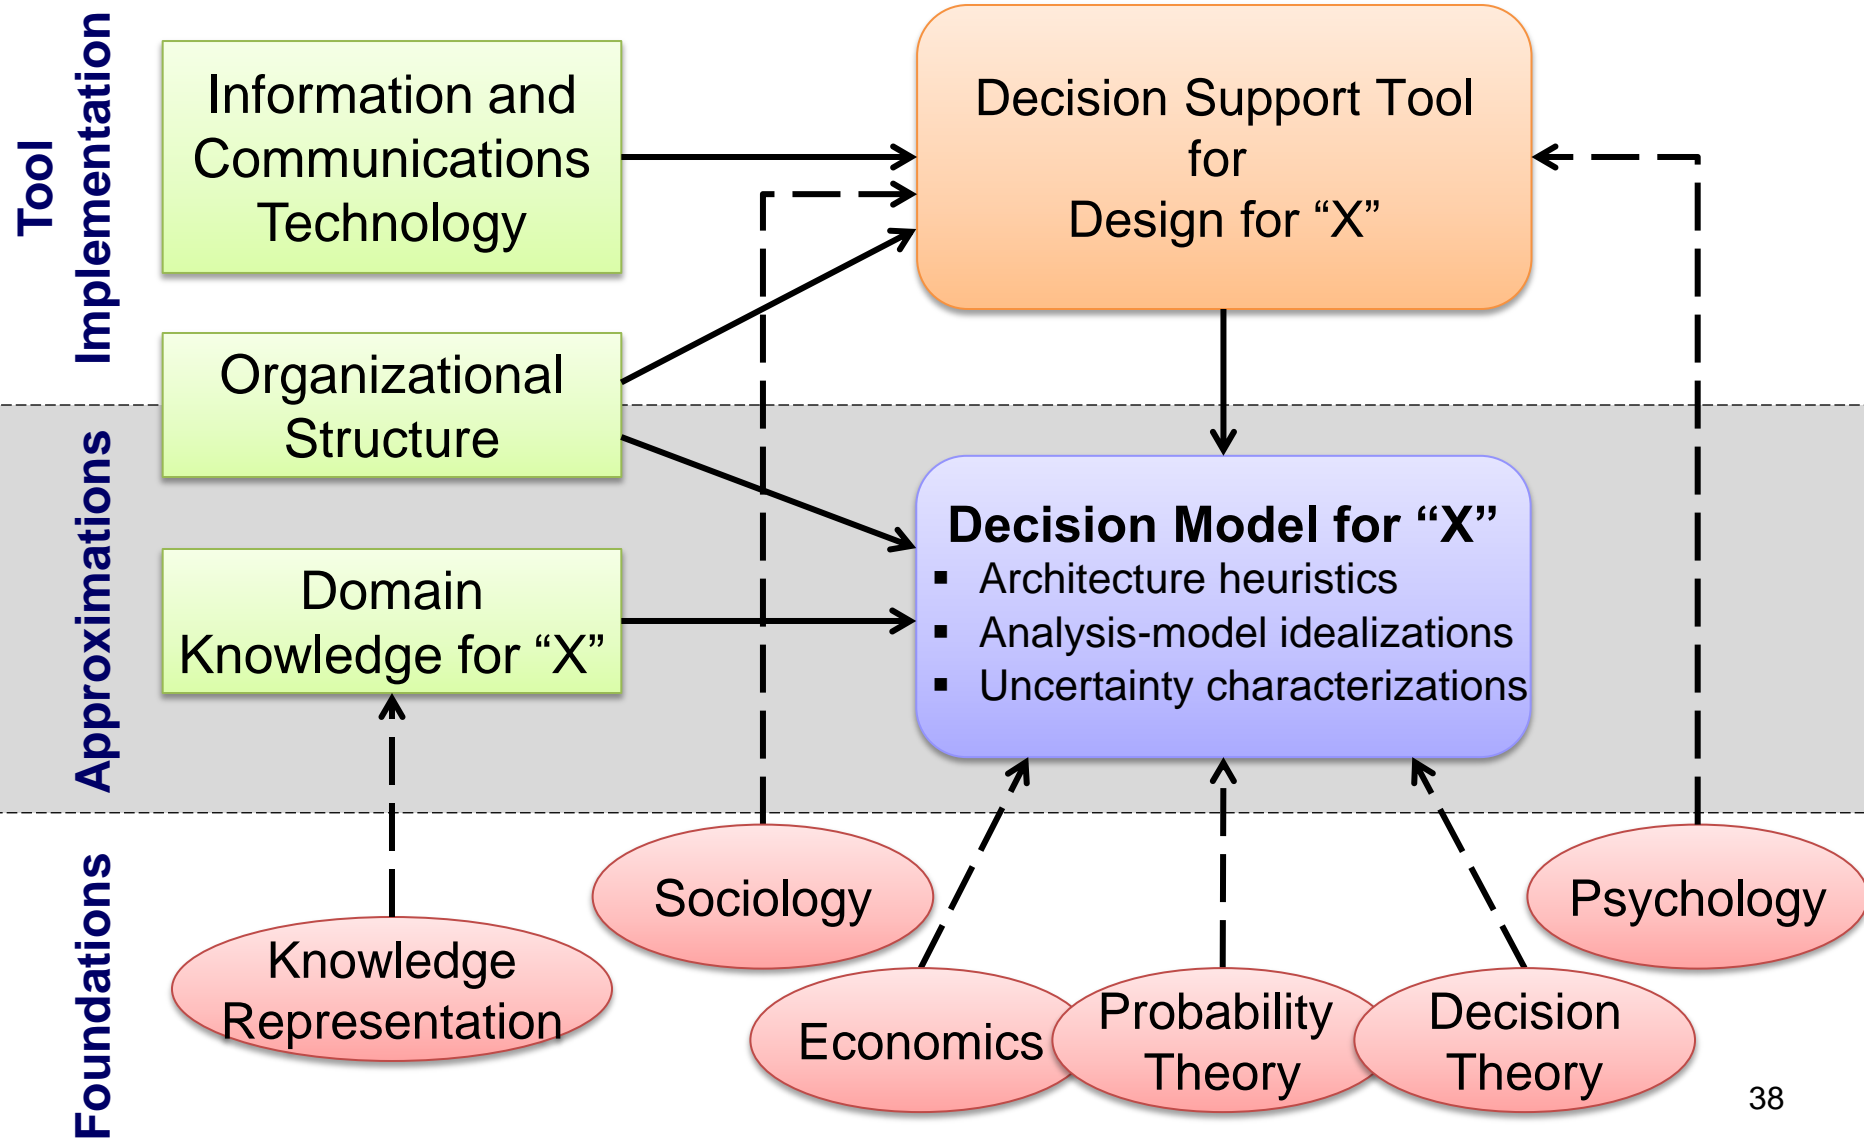 Tool
Implementation
Information and
Communications
Technology
Decision Support Tool
for
Design for “X”
Organizational
Structure
Approximations
Domain
Knowledge for “X”
Decision Model for “X”
▪ Architecture heuristics
▪ Analysis-model idealizations
▪ Uncertainty characterizations
Foundations
Knowledge
Representation
Sociology
Economics
Probability
Theory
Decision
Theory
Psychology
38